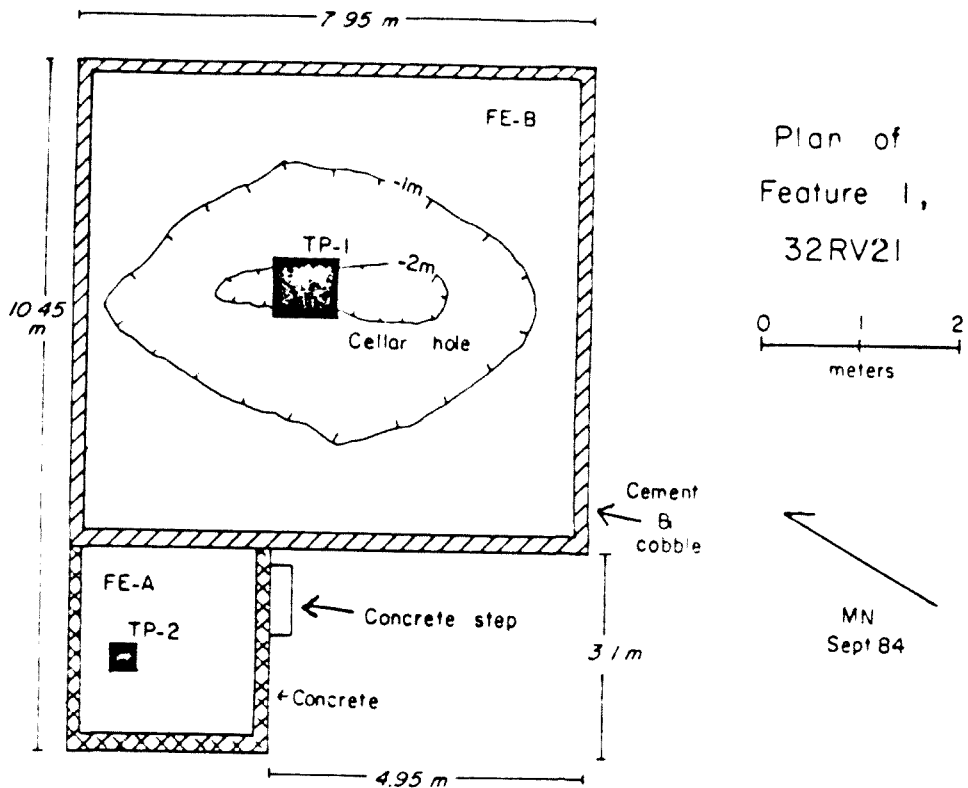 7.95 m
FE-B
-1m
TP-1
-2m
Cellar hole
10.45
m
Plan of
Feature 1,
32RV21
0 1 2
meters
Cement
&
cobble
FE-A
TP-2
Concrete step
Concrete
3.1m
MN
Sept 84
4.95 m